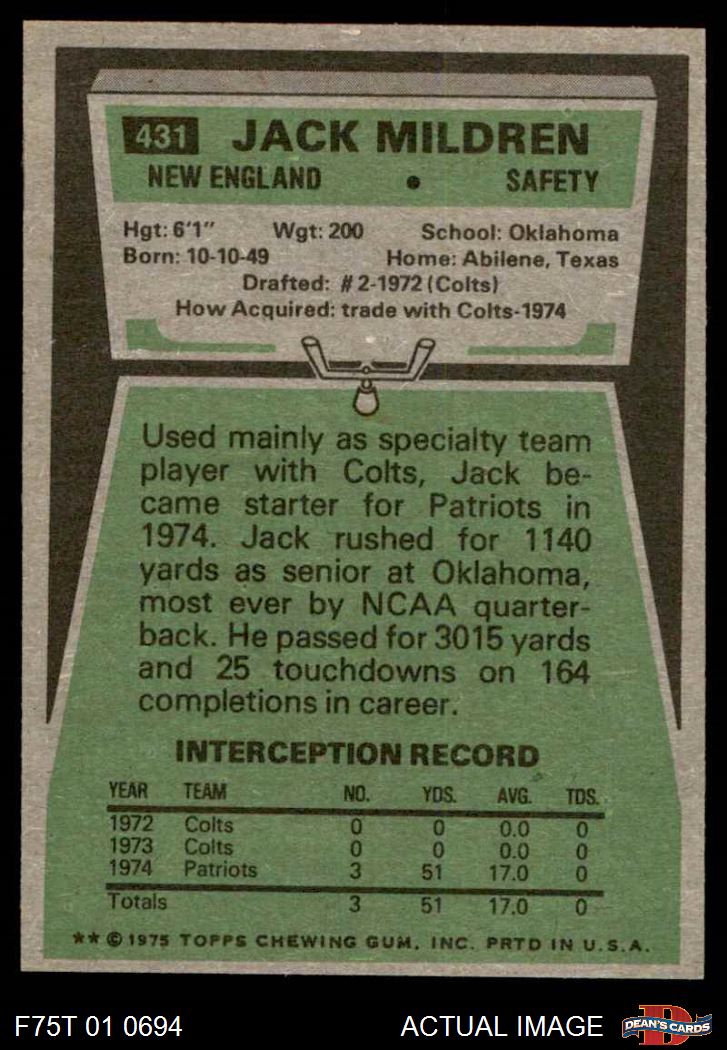 431 JACK MILDREN
NEW ENGLAND • SAFETY
Hgt: 6'1" Wgt: 200 School: Oklahoma
Born: 10-10-49 Home: Abilene, Texas
Drafted: #2-1972 (Colts)
How Acquired: trade with Colts-1974
Used mainly as specialty team
player with Colts, Jack be-
came starter for Patriots in
1974. Jack rushed for 1140
yards as senior at Oklahoma,
most ever by NCAA quarter-
back. He passed for 3015 yards
and 25 touchdowns on 164
completions in career.
INTERCEPTION RECORD
YEAR TEAM NO. YDS. AVG. TDS.
1972 Colts 0 0 0.0 0
1973 Colts 0 0 0.0 0
1974 Patriots 3 51 17.0 0
Totals 3 51 17.0 0
** © 1975 TOPPS CHEWING GUM, INC. PRTD IN U.S.A.
F75T 01 0694 ACTUAL IMAGE D DEAN'S CARDS